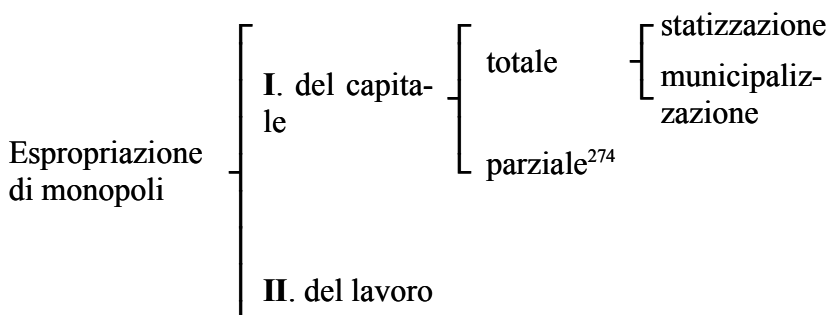 Espropriazione
di monopoli
I. del capita-
le
totale
statizzazione
municipaliz-
zazione
parziale274
II. del lavoro